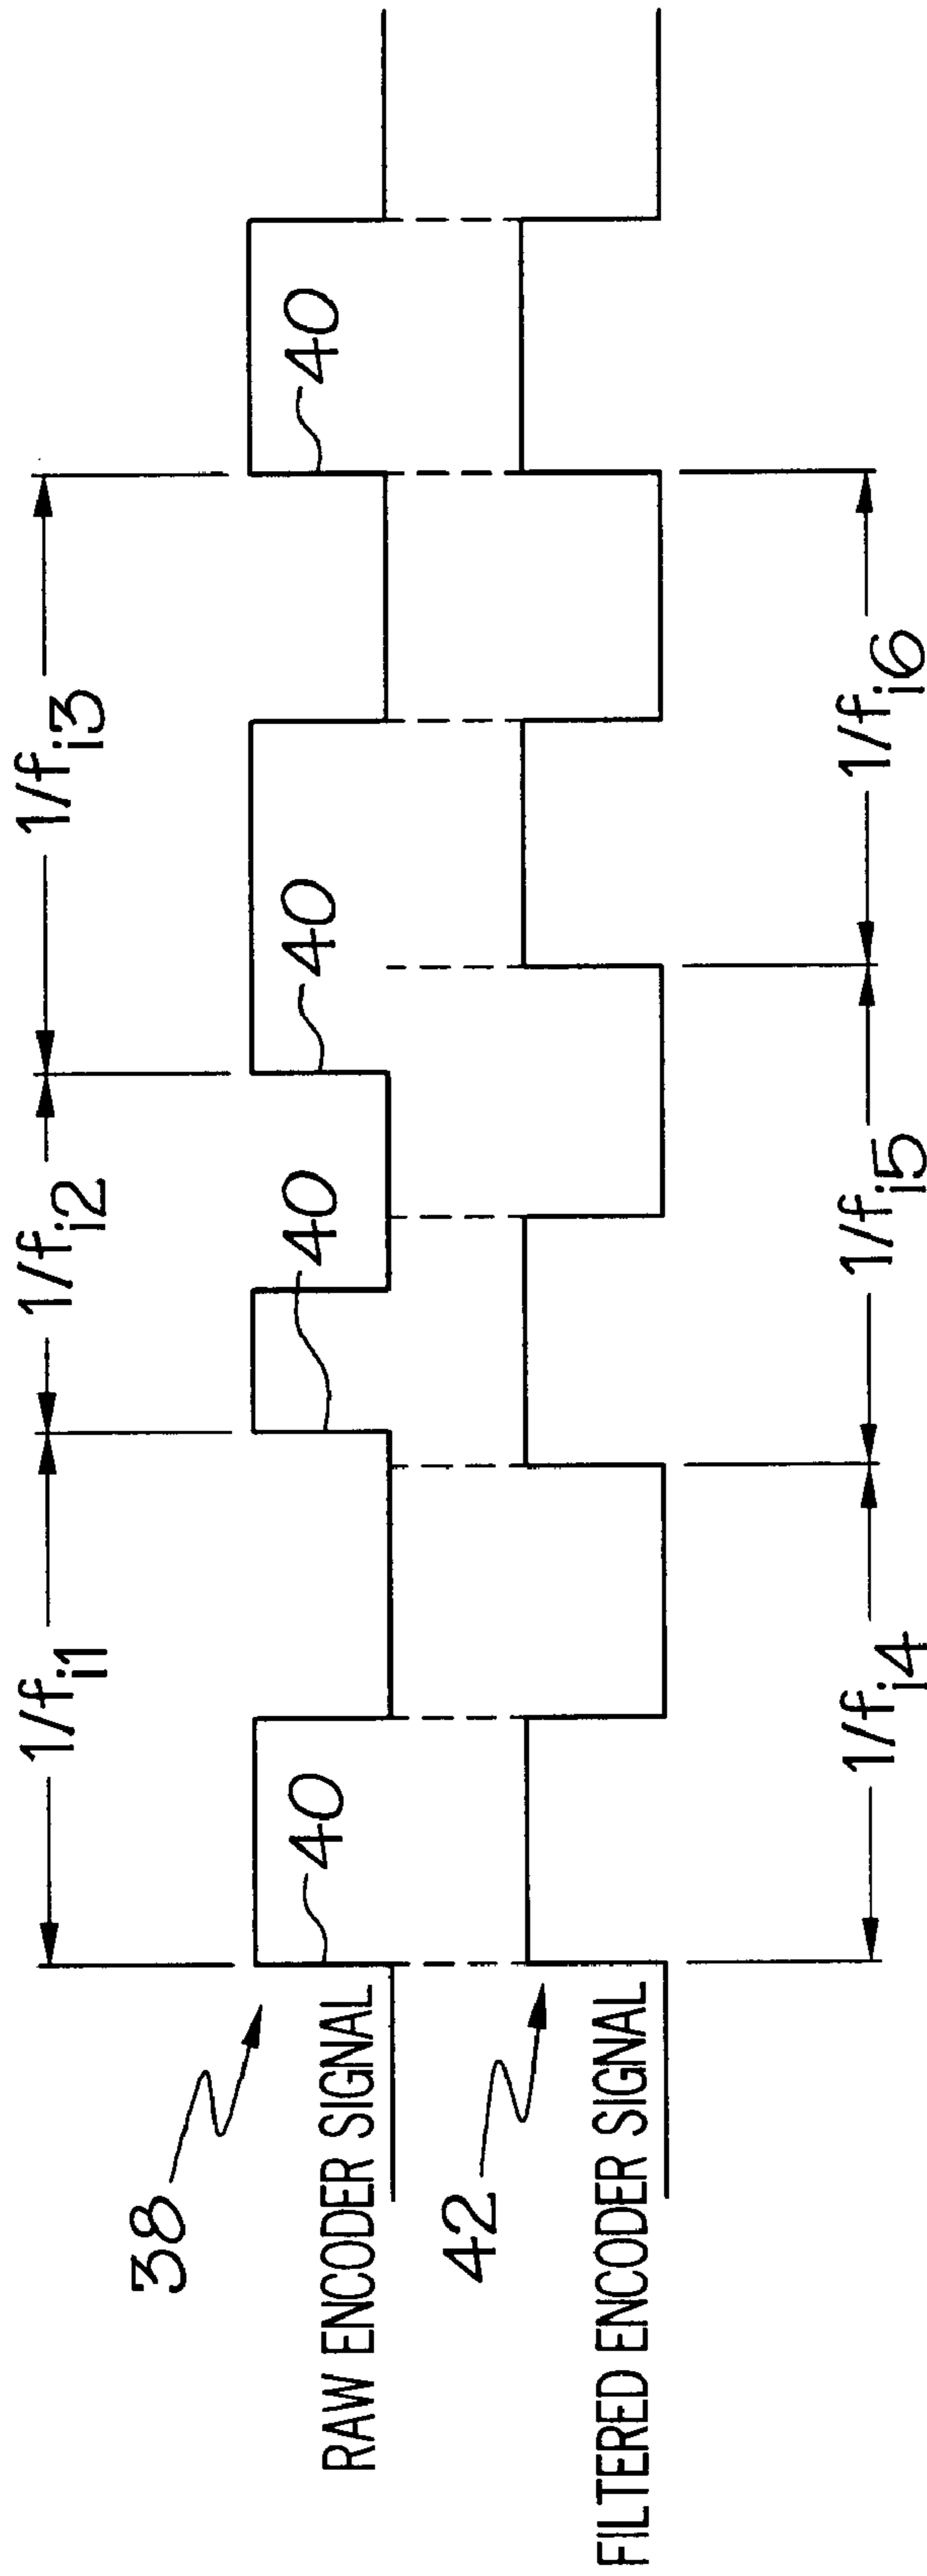 1/fi1
1/fi2
1/fi3
38
40
40
40
40
RAW ENCODER SIGNAL
42
FILTERED ENCODER SIGNAL
1/fi4
1/fi5
1/fi6